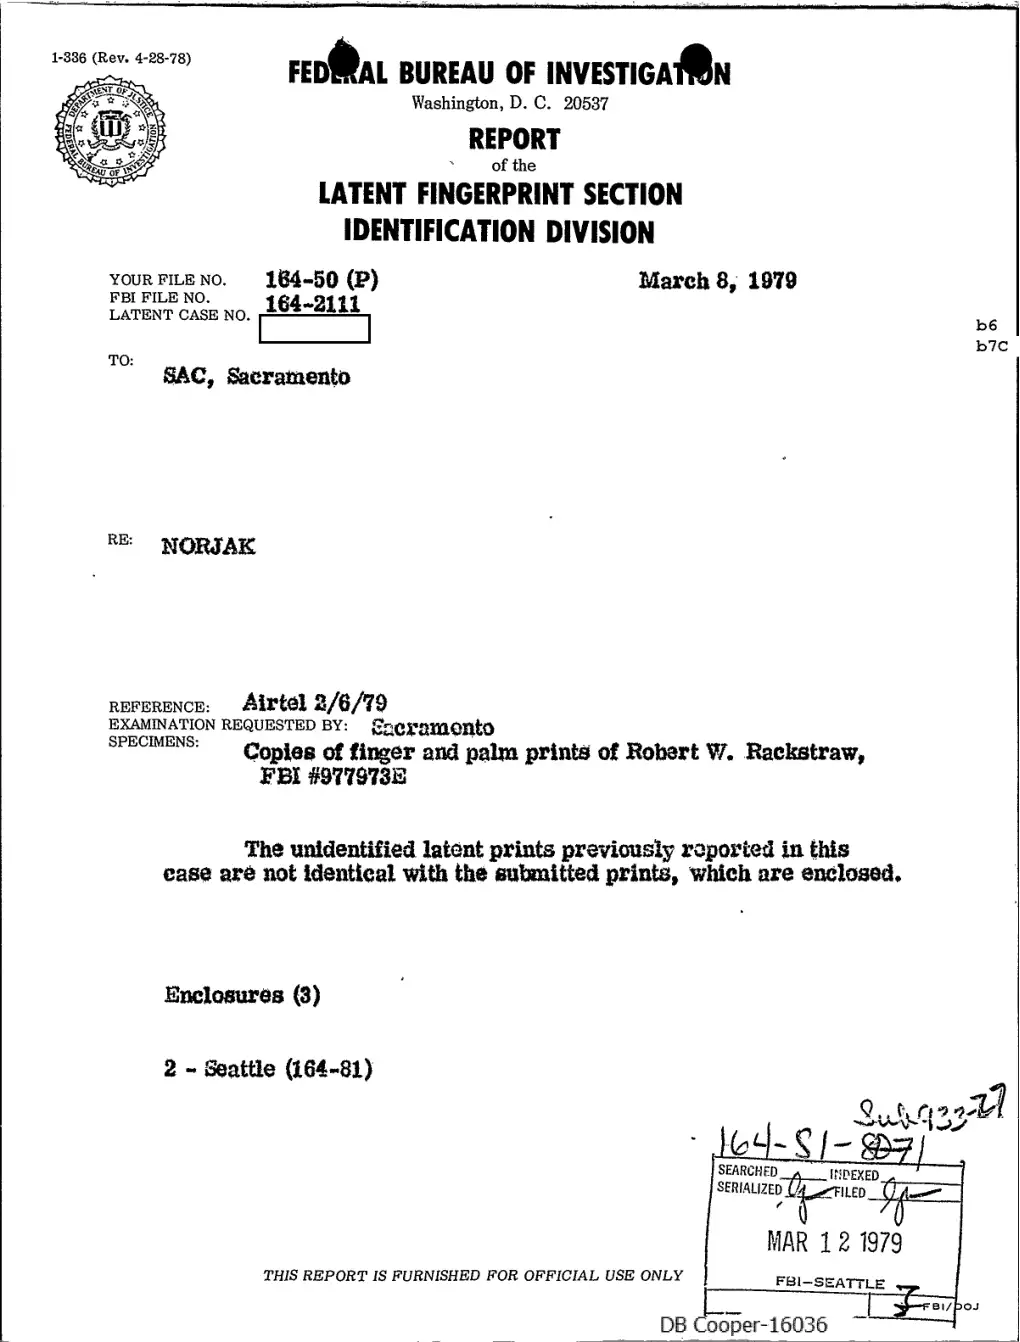 1-336 (Rev. 4-28-78)
FEDERAL BUREAU OF INVESTIGATION
Washington, D. C. 20537
REPORT
of the
LATENT FINGERPRINT SECTION
IDENTIFICATION DIVISION
YOUR FILE NO. 164-50 (P)
March 8, 1979
FBI FILE NO. 164-2111
LATENT CASE NO.
b6
b7C
TO: SAC, Sacramento
RE: NORJAK
REFERENCE: Airtel 2/6/79
EXAMINATION REQUESTED BY: Sacramento
SPECIMENS: Copies of finger and palm prints of Robert W. Rackstraw,
FBI #977973E
The unidentified latent prints previously reported in this
case are not identical with the submitted prints, which are enclosed.
Enclosures (3)
2 - Seattle (164-81)
Sub
164-81-
SEARCHED INDEXED
SERIALIZED FILED
MAR 12 1979
FBI-SEATTLE
THIS REPORT IS FURNISHED FOR OFFICIAL USE ONLY
FBI/DOJ
DB Cooper-16036